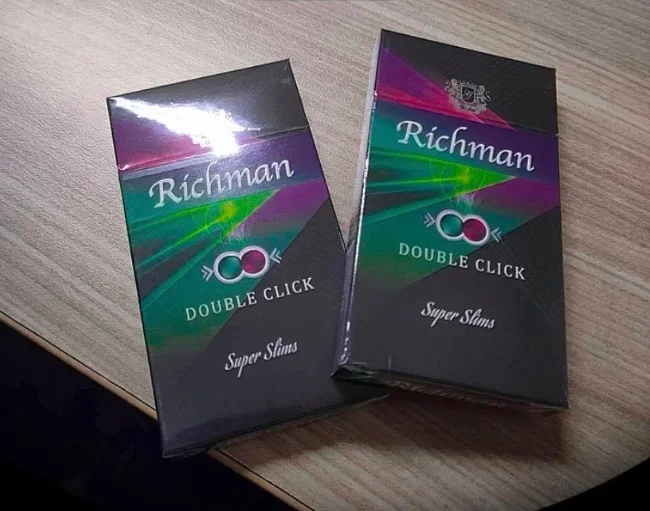 Richman
DOUBLE CLICK
Super Slims
Richman
DOUBLE CLICK
Super Slims